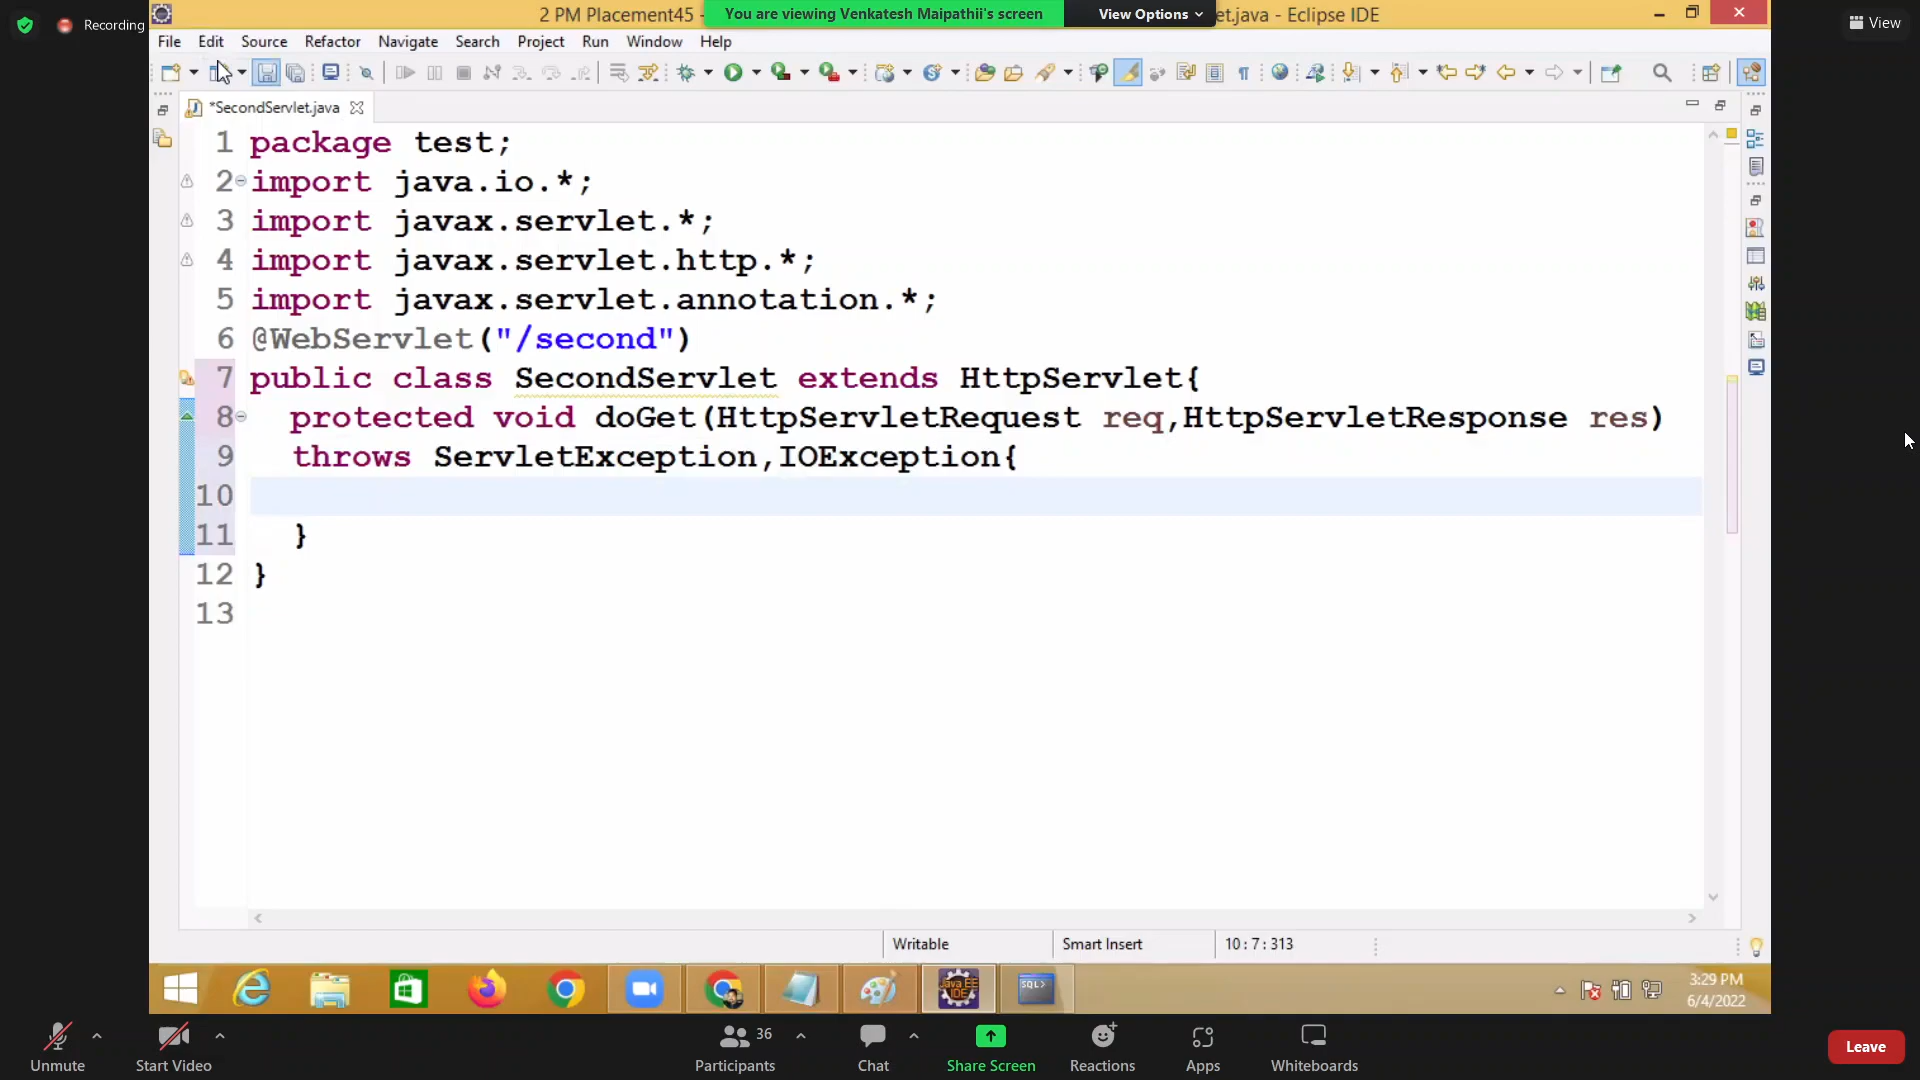 Recording
2 PM Placement45 -
You are viewing Venkatesh Maipathii's screen
View Options
et.java - Eclipse IDE
View
File Edit Source Refactor Navigate Search Project Run Window Help
*SecondServlet.java
1 package test;
2 import java.io.*;
3 import javax.servlet.*;
4 import javax.servlet.http.*;
5 import javax.servlet.annotation.*;
6 @WebServlet("/second")
7 public class SecondServlet extends HttpServlet{
8 protected void doGet(HttpServletRequest req,HttpServletResponse res)
9 throws ServletException,IOException{
10
11 }
12 }
13
Writable Smart Insert 10 : 7 : 313
Java EE
IDE
SQL>
3:29 PM
6/4/2022
36
Unmute Start Video Participants Chat Share Screen Reactions Apps Whiteboards
Leave